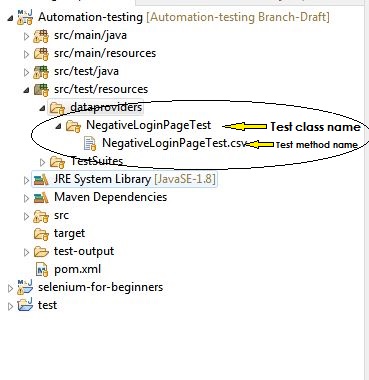 Automation-testing [Automation-testing Branch-Draft]
src/main/java
src/main/resources
src/test/java
src/test/resources
dataproviders
NegativeLoginPageTest Test class name
NegativeLoginPageTest.csv Test method name
TestSuites
JRE System Library [JavaSE-1.8]
Maven Dependencies
src
target
test-output
pom.xml
selenium-for-beginners
test